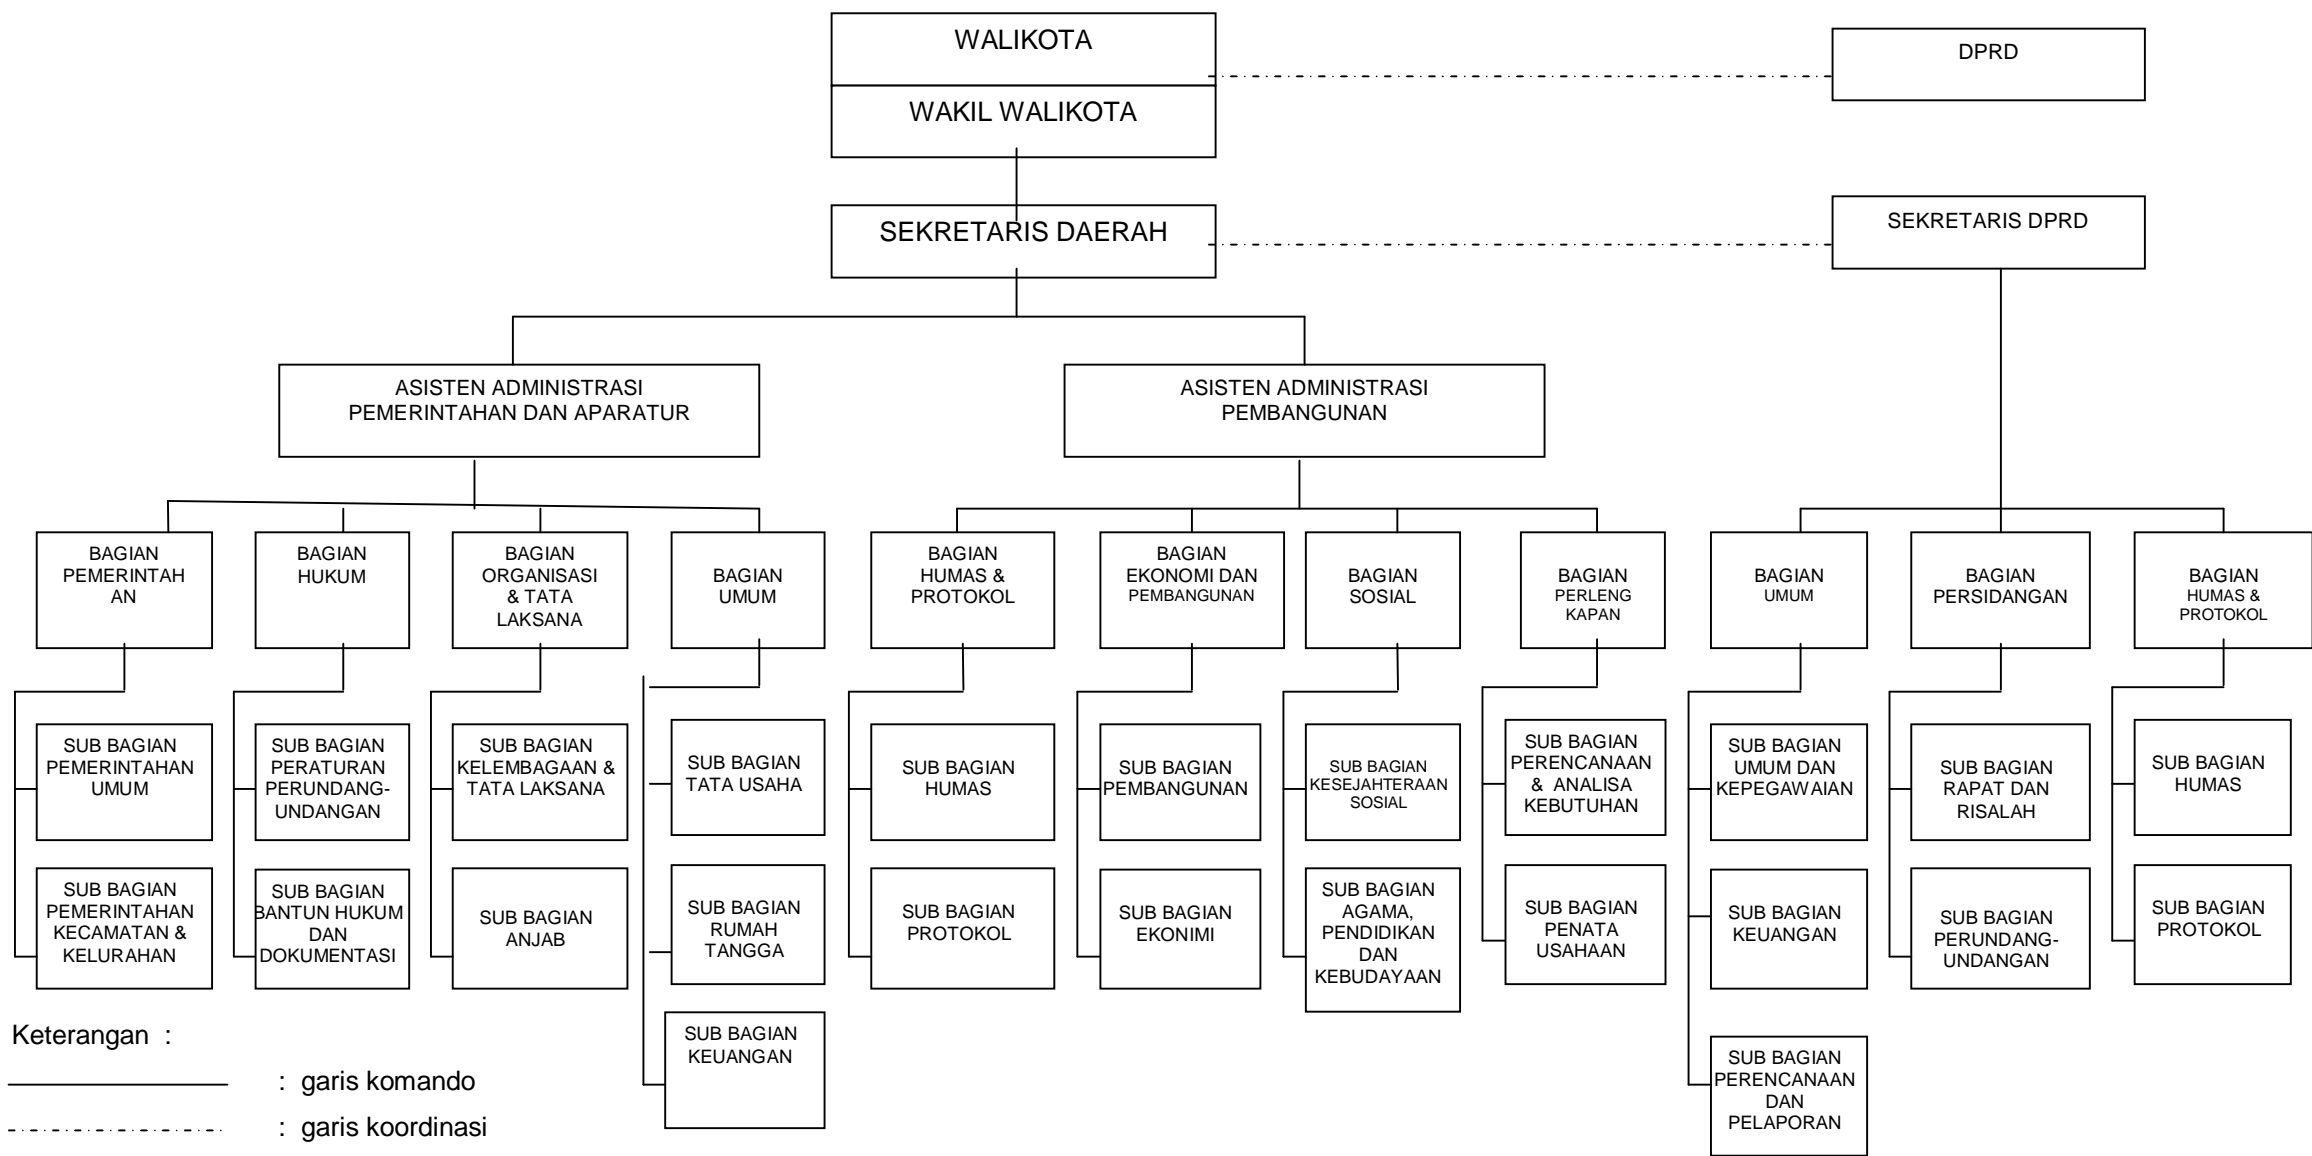 WALIKOTA
WAKIL WALIKOTA
DPRD
SEKRETARIS DAERAH
SEKRETARIS DPRD
ASISTEN ADMINISTRASI
PEMERINTAHAN DAN APARATUR
ASISTEN ADMINISTRASI
PEMBANGUNAN
BAGIAN
PEMERINTAH
AN
BAGIAN
HUKUM
BAGIAN
ORGANISASI
& TATA
LAKSANA
BAGIAN
UMUM
BAGIAN
HUMAS &
PROTOKOL
BAGIAN
EKONOMI DAN
PEMBANGUNAN
BAGIAN
SOSIAL
BAGIAN
PERLENG
KAPAN
BAGIAN
UMUM
BAGIAN
PERSIDANGAN
BAGIAN
HUMAS &
PROTOKOL
SUB BAGIAN
PEMERINTAHAN
UMUM
SUB BAGIAN
PERATURAN
PERUNDANG-
UNDANGAN
SUB BAGIAN
KELEMBAGAAN &
TATA LAKSANA
SUB BAGIAN
TATA USAHA
SUB BAGIAN
HUMAS
SUB BAGIAN
PEMBANGUNAN
SUB BAGIAN
KESEJAHTERAAN
SOSIAL
SUB BAGIAN
PERENCANAAN
& ANALISA
KEBUTUHAN
SUB BAGIAN
UMUM DAN
KEPEGAWAIAN
SUB BAGIAN
RAPAT DAN
RISALAH
SUB BAGIAN
HUMAS
SUB BAGIAN
PEMERINTAHAN
KECAMATAN &
KELURAHAN
SUB BAGIAN
BANTUN HUKUM
DAN
DOKUMENTASI
SUB BAGIAN
ANJAB
SUB BAGIAN
RUMAH
TANGGA
SUB BAGIAN
PROTOKOL
SUB BAGIAN
EKONIMI
SUB BAGIAN
AGAMA,
PENDIDIKAN
DAN
KEBUDAYAAN
SUB BAGIAN
PENATA
USAHAAN
SUB BAGIAN
KEUANGAN
SUB BAGIAN
PERUNDANG-
UNDANGAN
SUB BAGIAN
PROTOKOL
SUB BAGIAN
KEUANGAN
SUB BAGIAN
PERENCANAAN
DAN
PELAPORAN
Keterangan :
: garis komando
: garis koordinasi